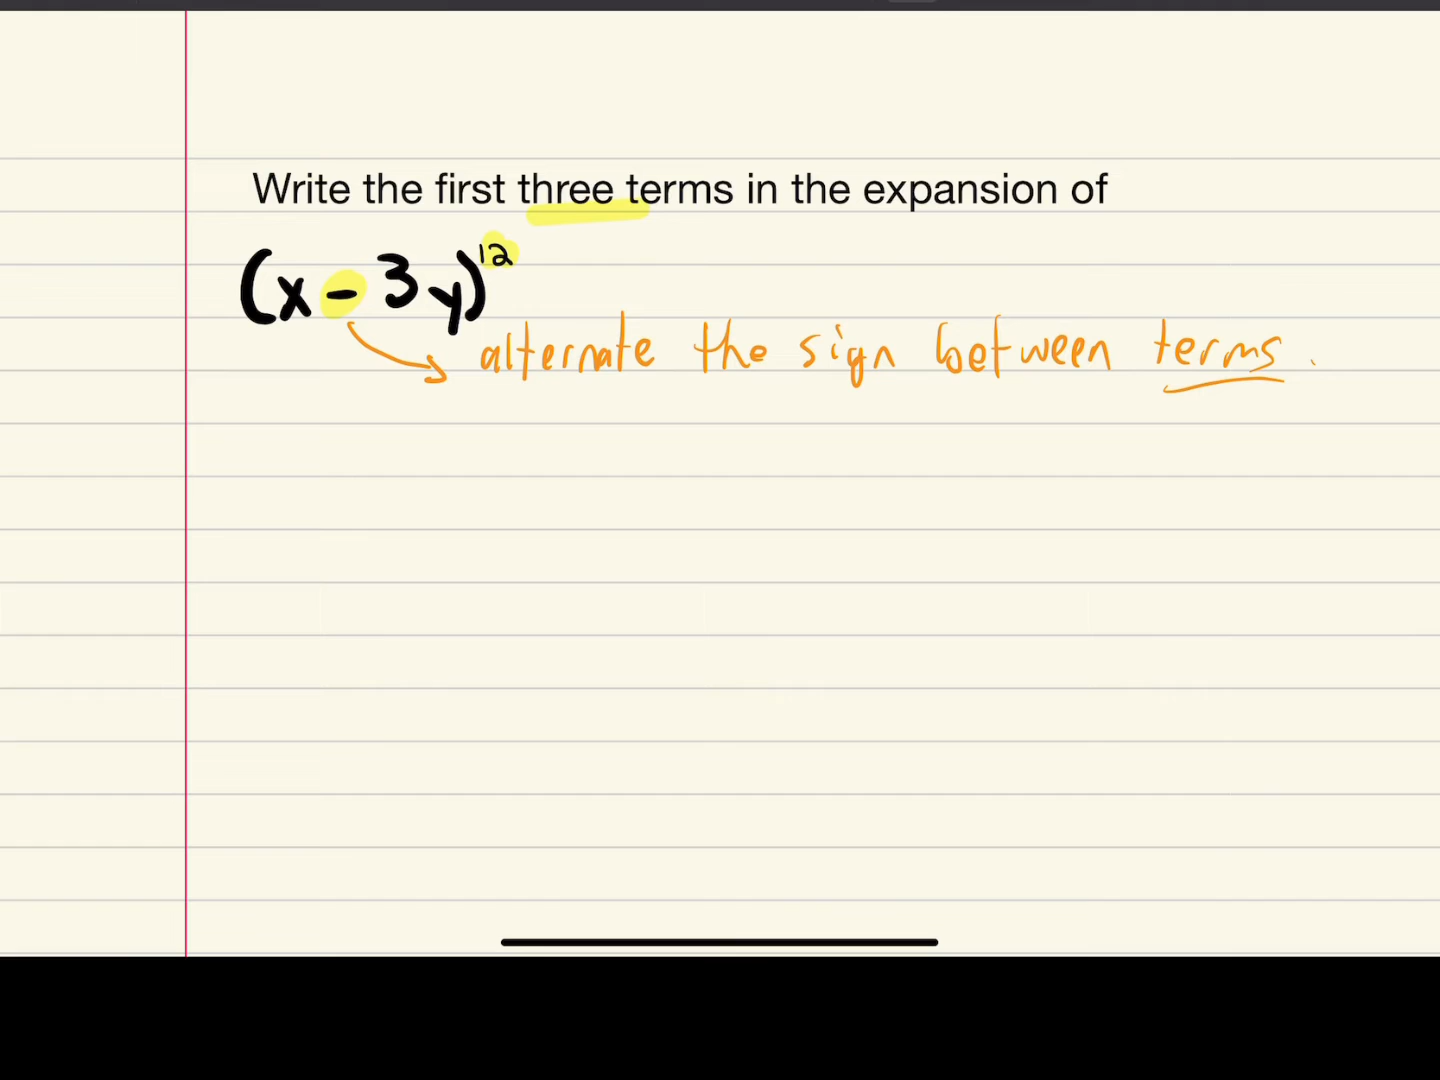 Write the first three terms in the expansion of
(x - 3y)¹²
alternate the sign between terms.